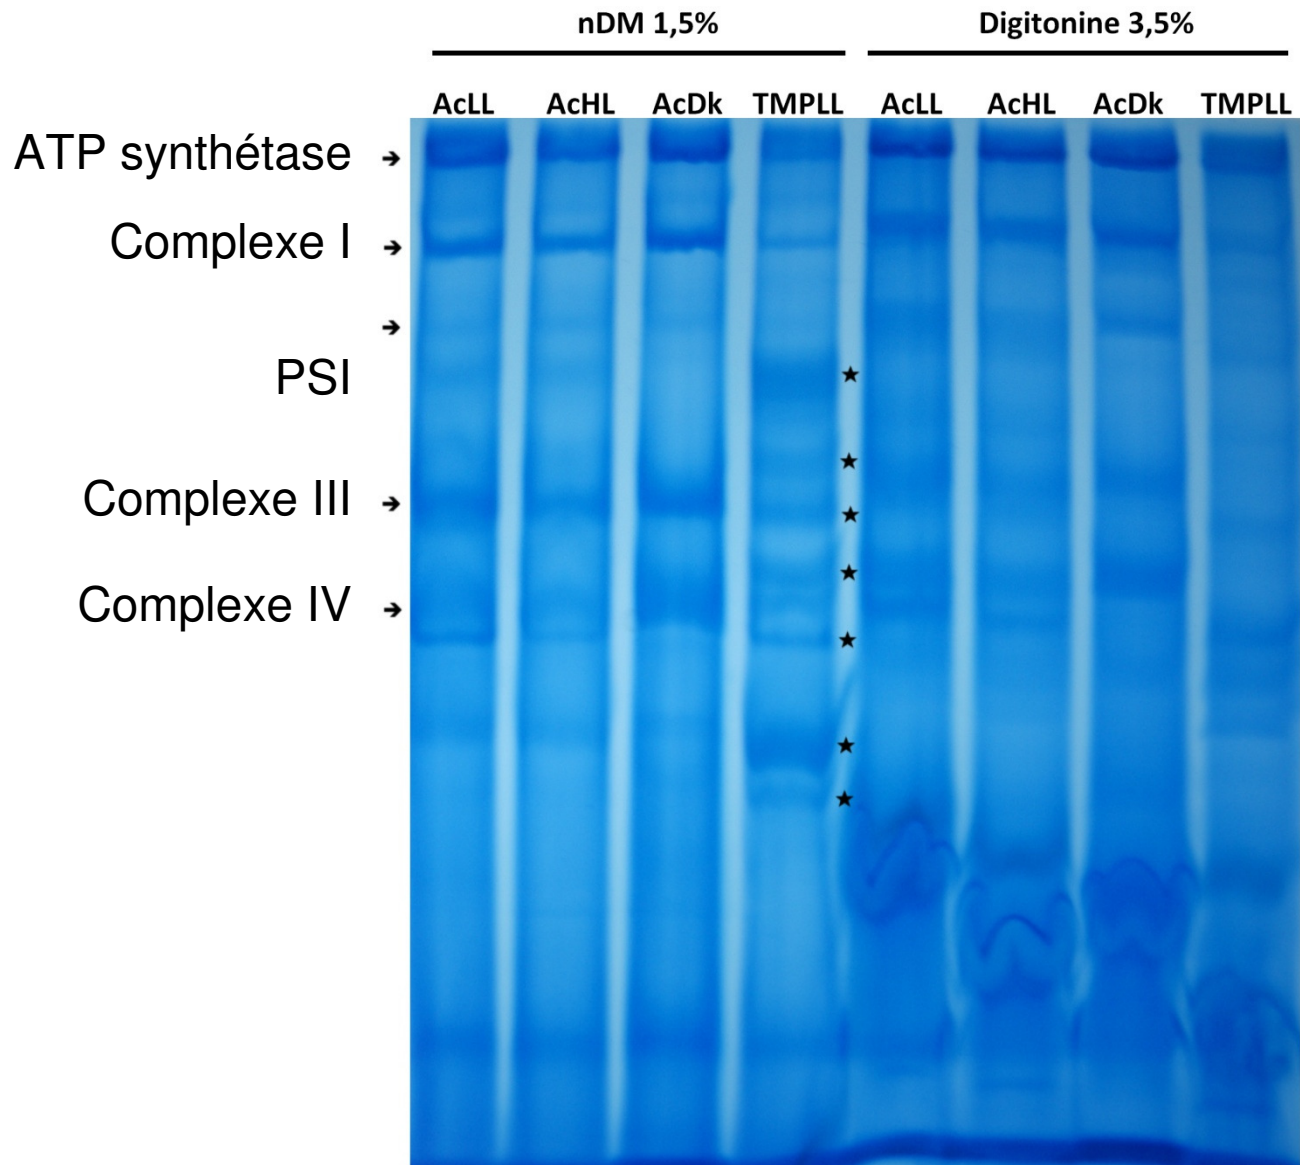 nDM 1,5% Digitonine 3,5%
AcLL AcHL AcDk TMPLL AcLL AcHL AcDk TMPLL
ATP synthétase
Complexe I
PSI
Complexe III
Complexe IV